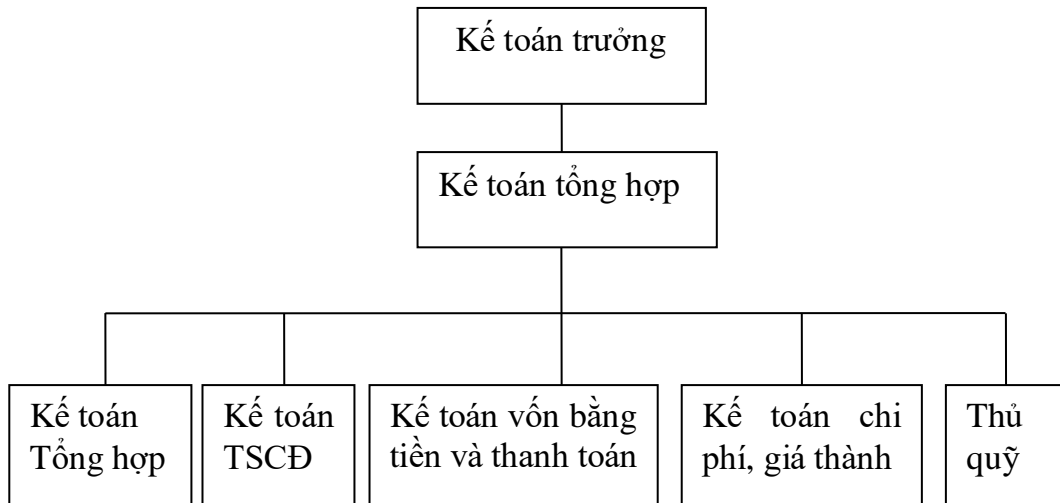 Kế toán trưởng
Kế toán tổng hợp
Kế toán
Tổng hợp
Kế toán
TSCĐ
Kế toán vốn bằng
tiền và thanh toán
Kế toán chi
phí, giá thành
Thủ
quỹ